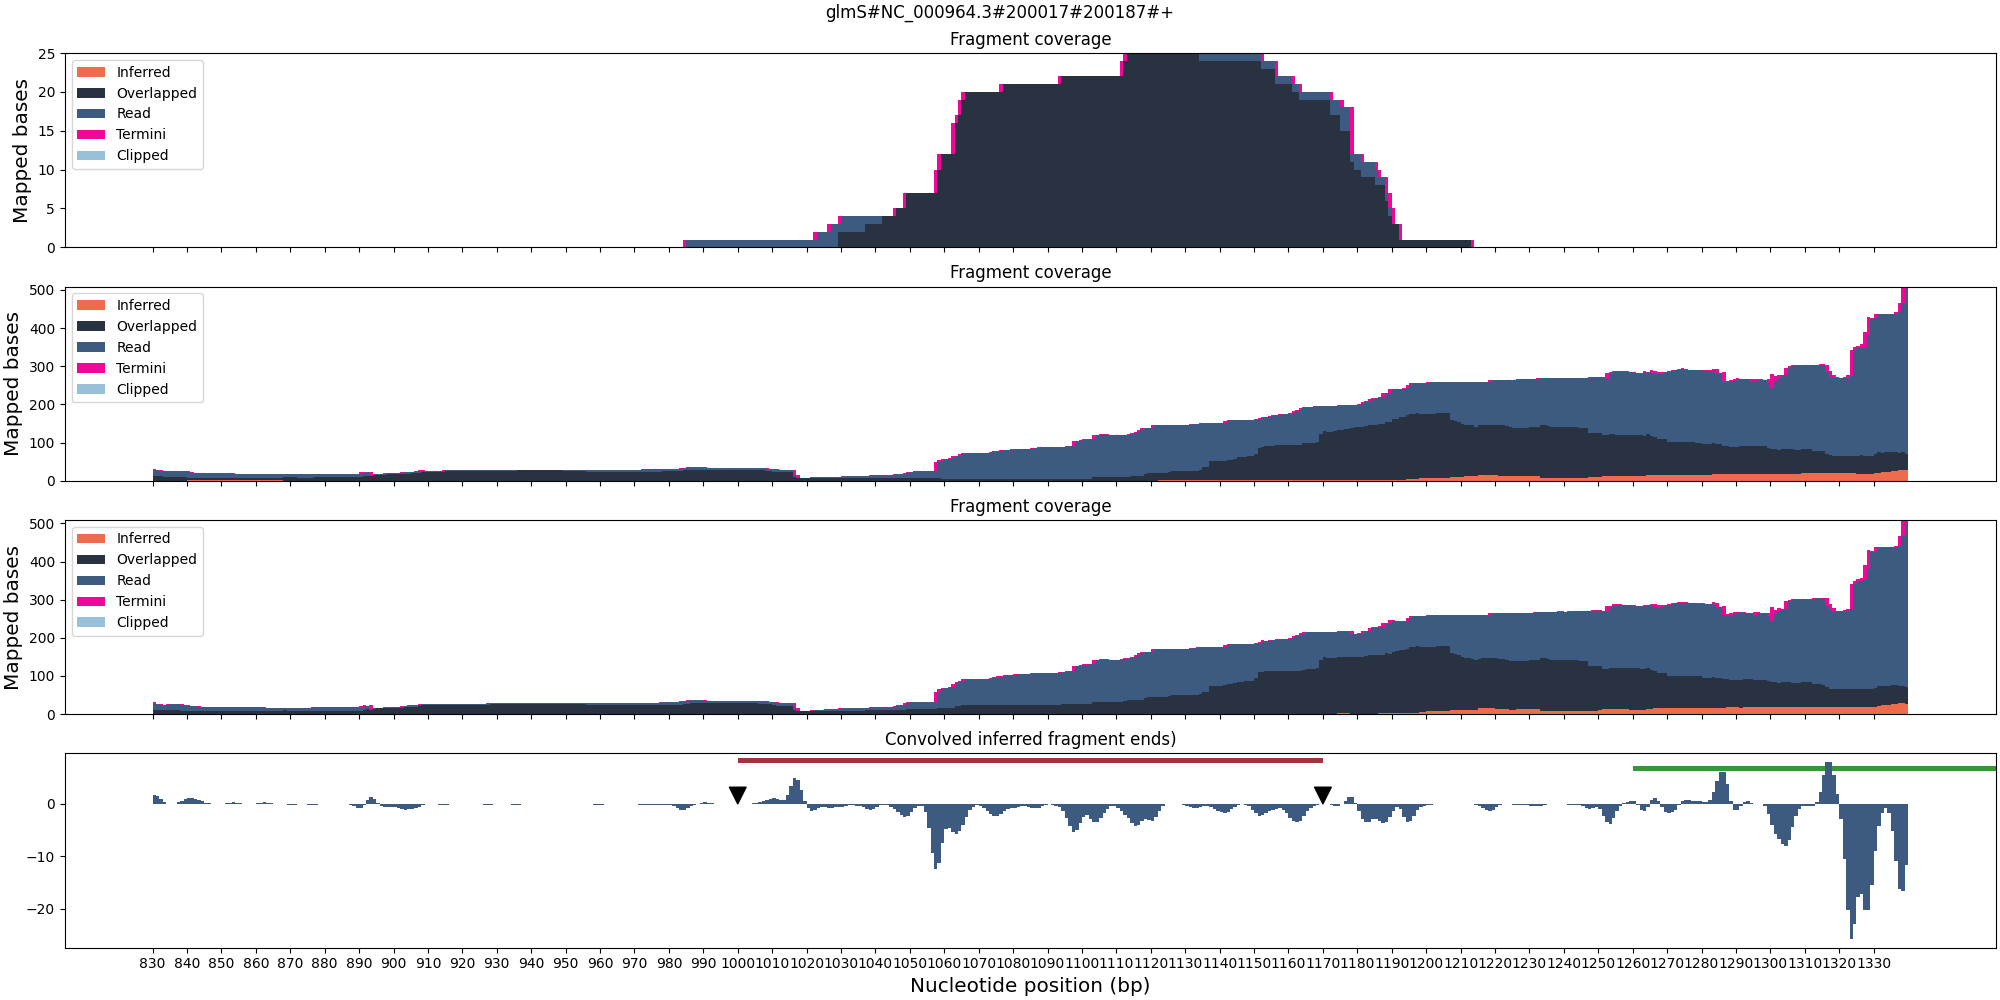 glmS#NC_000964.3#200017#200187#+
Fragment coverage
Mapped bases
25
20
15
10
5
0
Inferred
Overlapped
Read
Termini
Clipped
Fragment coverage
Mapped bases
500
400
300
200
100
0
Inferred
Overlapped
Read
Termini
Clipped
Fragment coverage
Mapped bases
500
400
300
200
100
0
Inferred
Overlapped
Read
Termini
Clipped
Convolved inferred fragment ends)
0
−10
−20
830 840 850 860 870 880 890 900 910 920 930 940 950 960 970 980 990 1000 1010 1020 1030 1040 1050 1060 1070 1080 1090 1100 1110 1120 1130 1140 1150 1160 1170 1180 1190 1200 1210 1220 1230 1240 1250 1260 1270 1280 1290 1300 1310 1320 1330
Nucleotide position (bp)